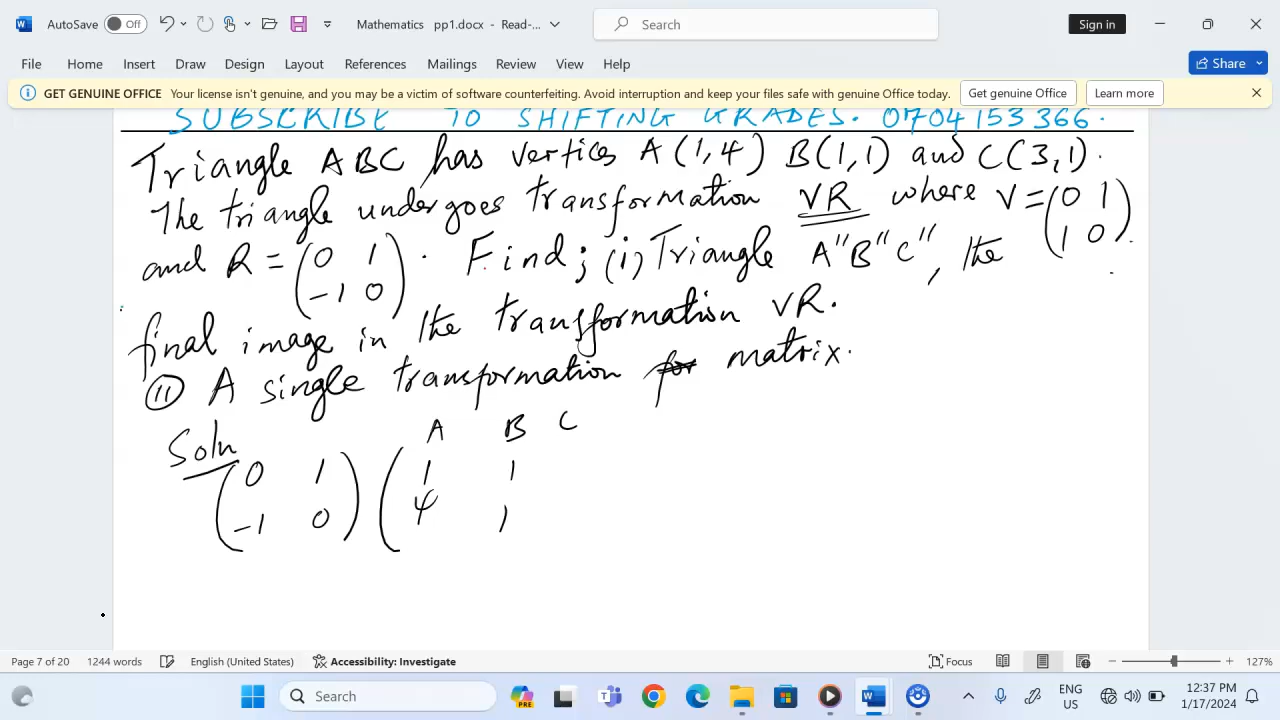 AutoSave Off Mathematics pp1.docx - Read-... Search Sign in
File Home Insert Draw Design Layout References Mailings Review View Help Share
GET GENUINE OFFICE Your license isn't genuine, and you may be a victim of software counterfeiting. Avoid interruption and keep your files safe with genuine Office today. Get genuine Office Learn more
SUBSCRIBE TO SHIFTING GRADES. 0704153366.
Triangle ABC has vertices A(1,4) B(1,1) and C(3,1).
The triangle undergoes transformation VR where V = (0 1
1 0)
and R = (0 1
-1 0). Find; (i) Triangle A"B"C", the
final image in the transformation VR.
(ii) A single transformation for matrix.
Soln
A B C
(0 1 (1 1
-1 0) 4 1
Page 7 of 20 1244 words English (United States) Accessibility: Investigate Focus 127%
Search PRE ENG US 12:37 PM 1/17/2024